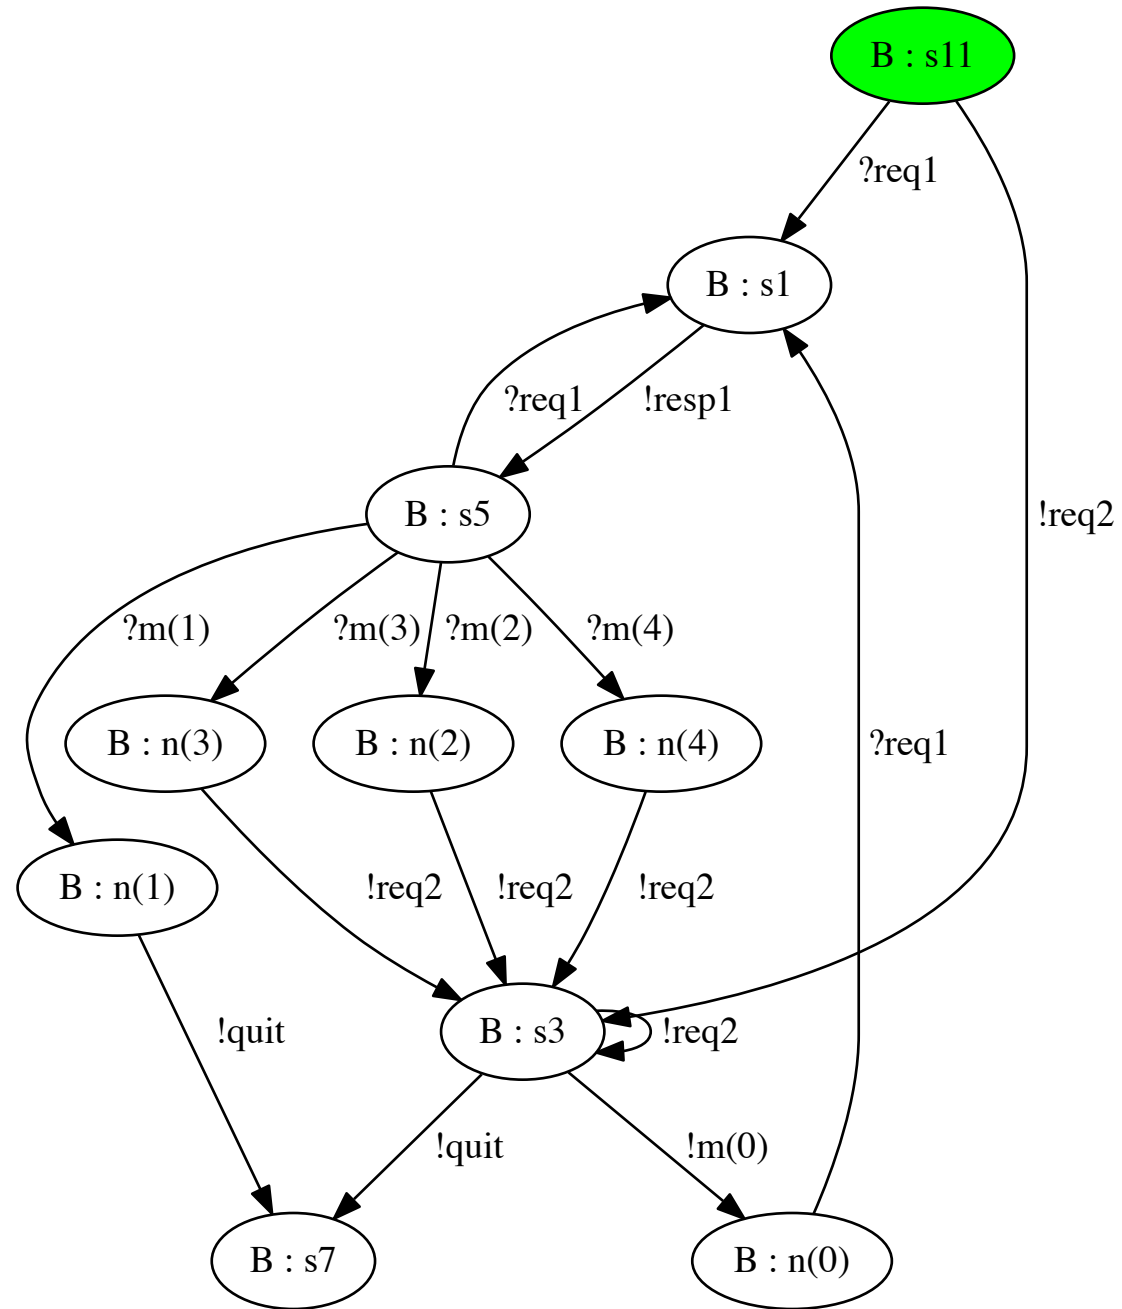 B : s11
?req1
B : s1
?req1
!resp1
B : s5
!req2
?m(1)
?m(3)
?m(2)
?m(4)
B : n(3)
B : n(2)
B : n(4)
?req1
B : n(1)
!req2
!req2
!req2
!quit
B : s3
!req2
!quit
!m(0)
B : s7
B : n(0)